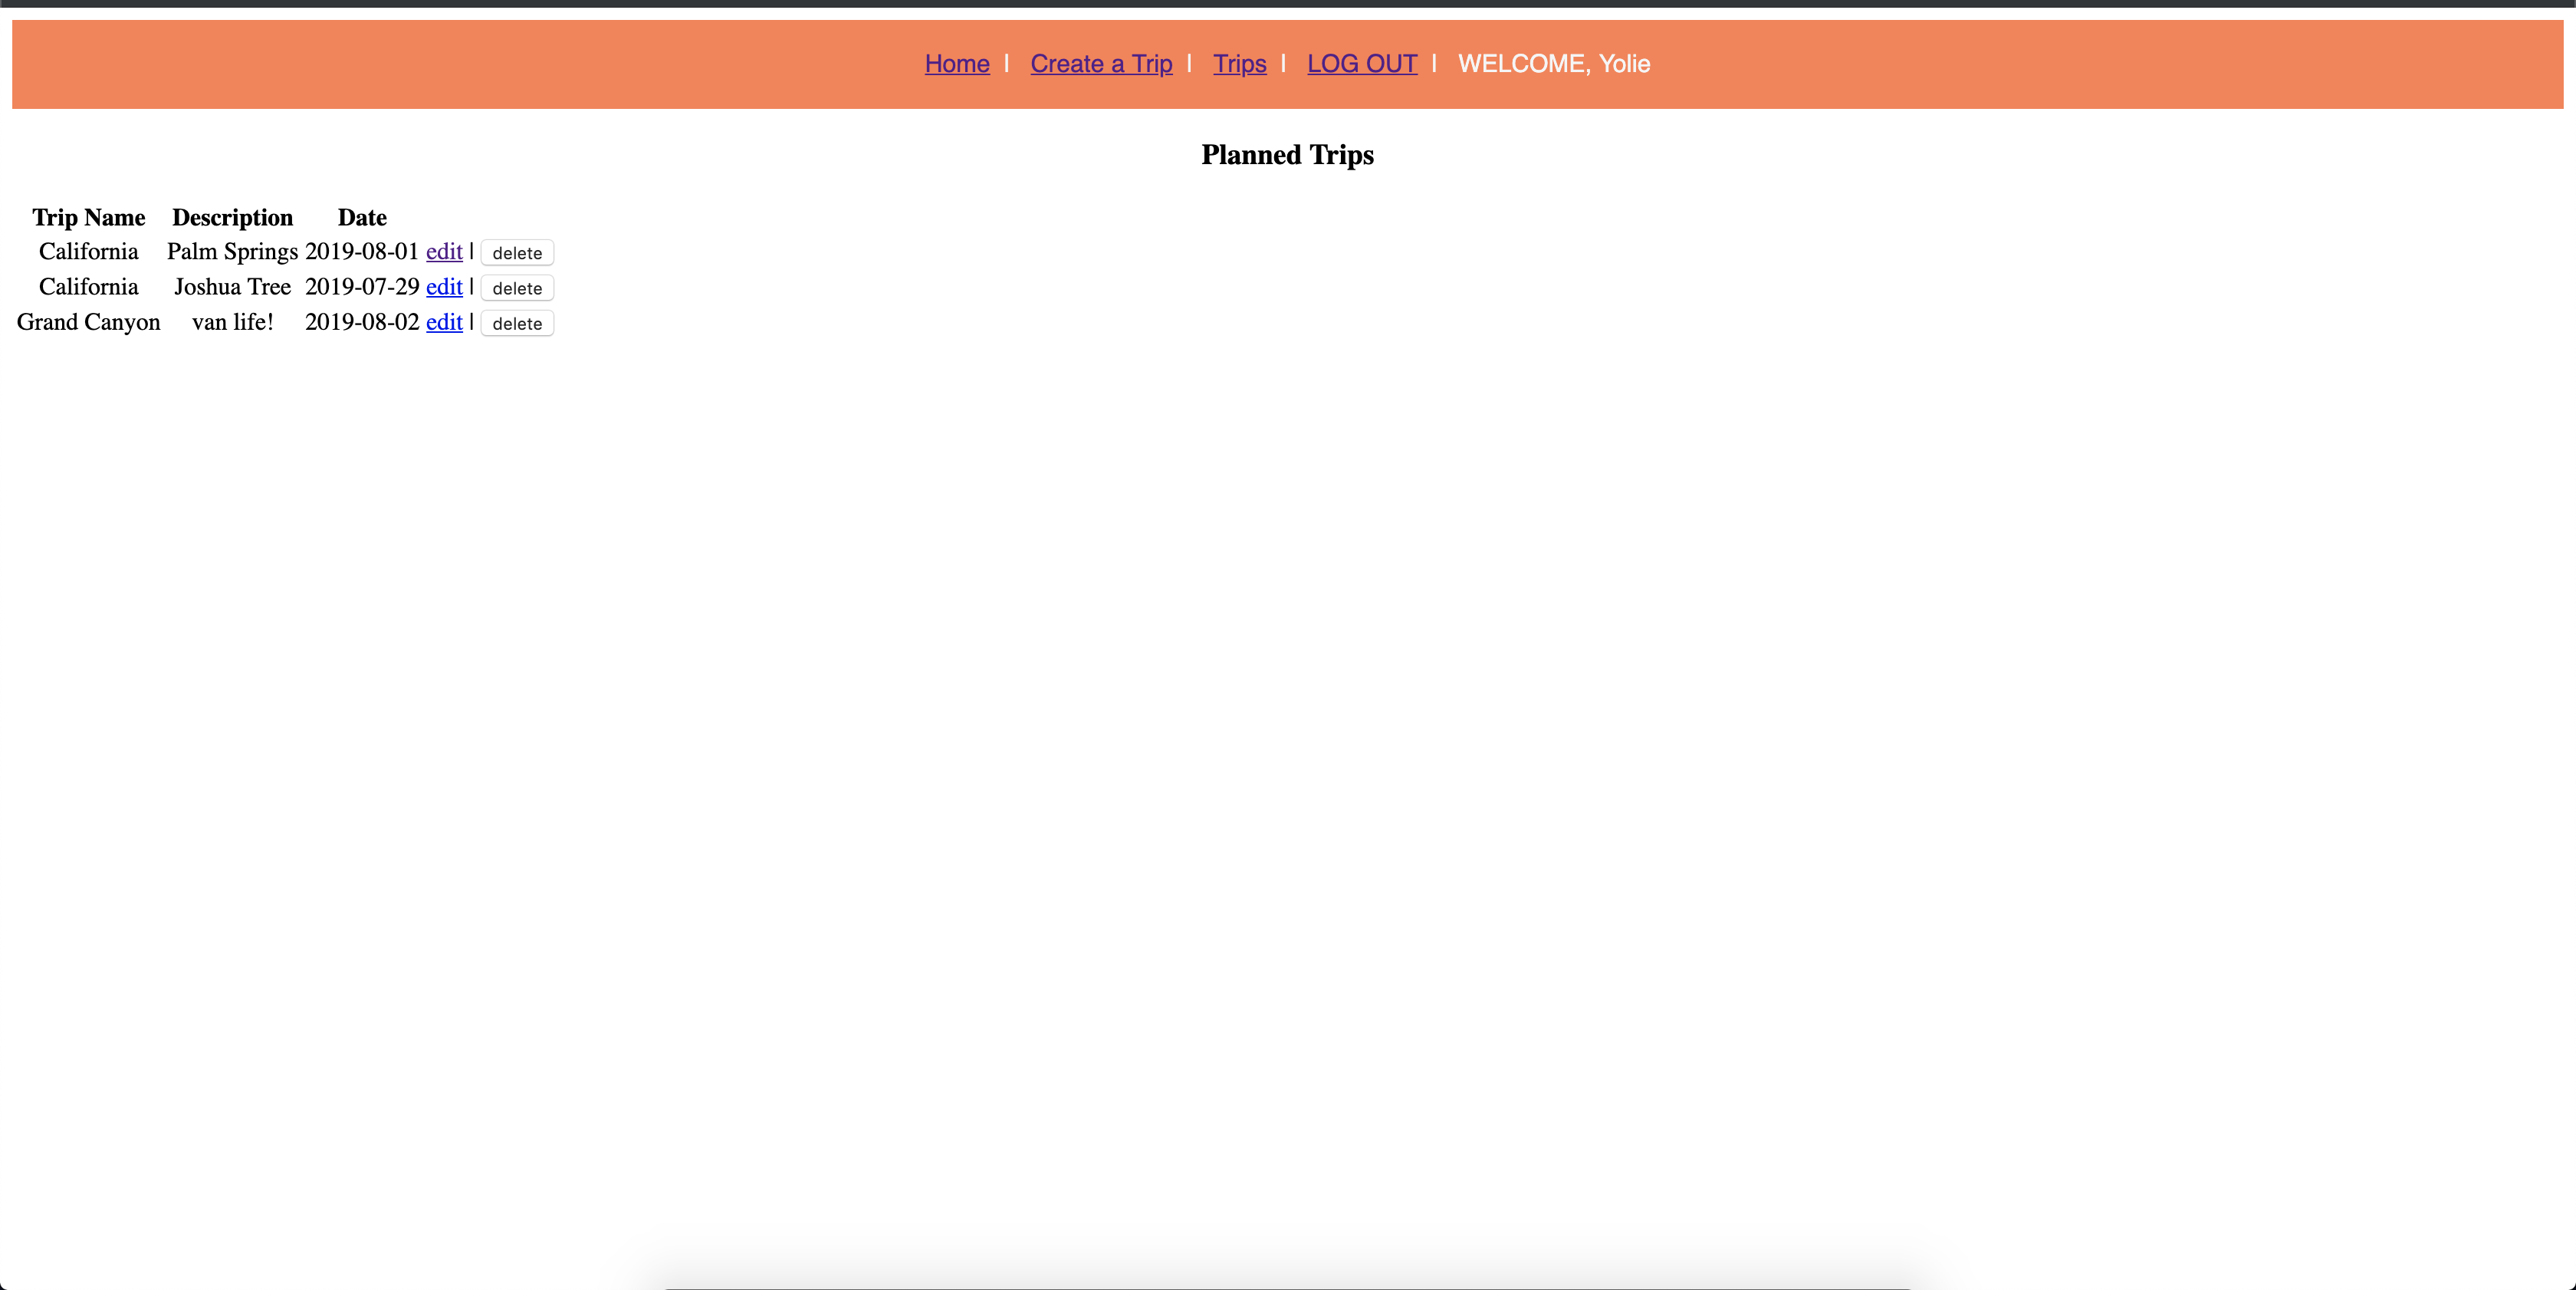 Home | Create a Trip | Trips | LOG OUT | WELCOME, Yolie
Planned Trips
Trip Name Description Date
California Palm Springs 2019-08-01 edit | delete
California Joshua Tree 2019-07-29 edit | delete
Grand Canyon van life! 2019-08-02 edit | delete